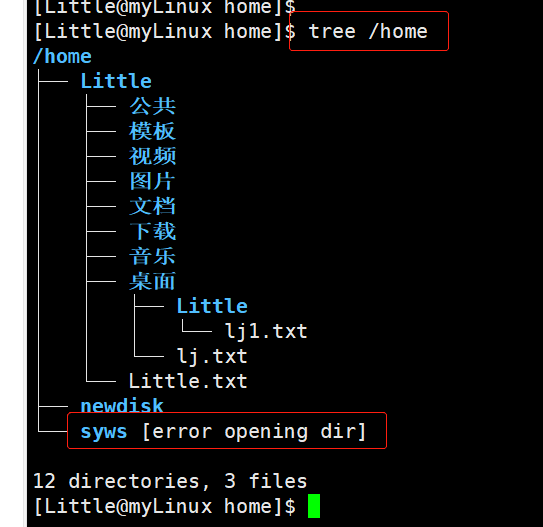 [Little@myLinux home]$
[Little@myLinux home]$ tree /home
/home
├── Little
│   ├── 公共
│   ├── 模板
│   ├── 视频
│   ├── 图片
│   ├── 文档
│   ├── 下载
│   ├── 音乐
│   ├── 桌面
│   │   ├── Little
│   │   │   └── lj1.txt
│   │   └── lj.txt
│   └── Little.txt
├── newdisk
└── syws [error opening dir]
12 directories, 3 files
[Little@myLinux home]$